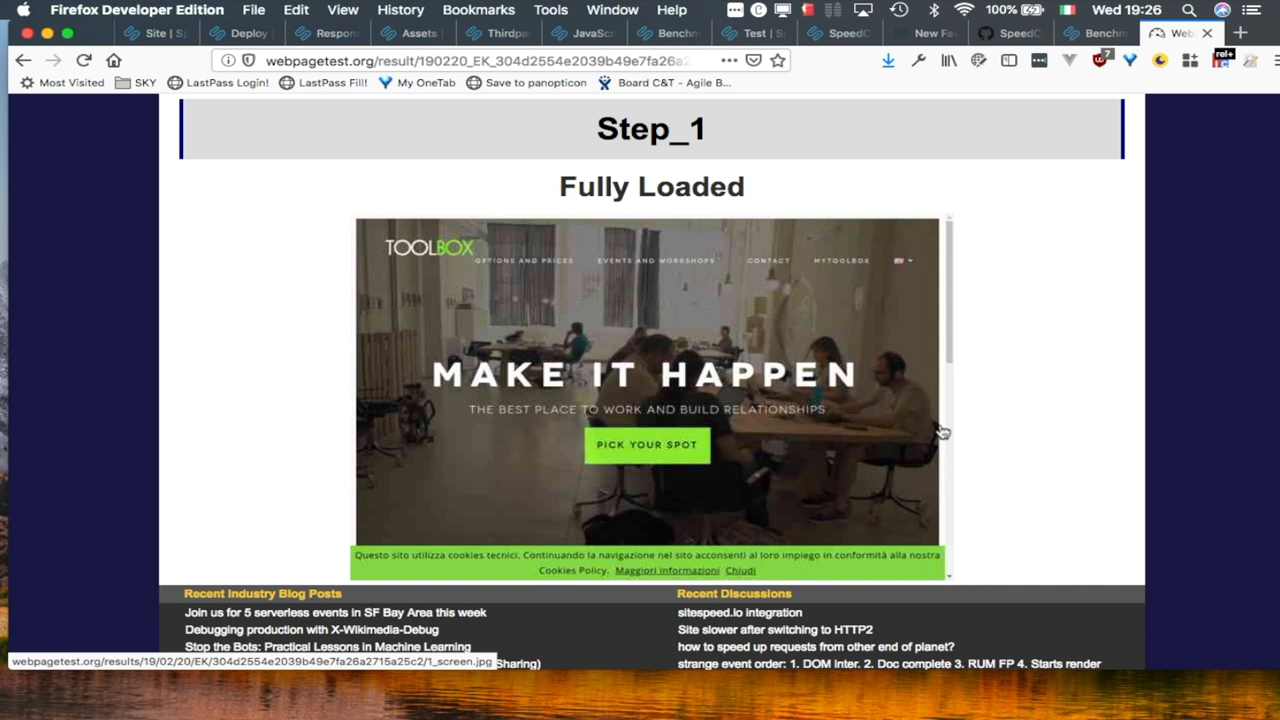 Firefox Developer Edition File Edit View History Bookmarks Tools Window Help 100% Wed 19:26
Site | Sp Deploy Respon Assets Thirdpa JavaSc Benchm Test | S SpeedC New Fav SpeedC Benchm Web
webpagetest.org/result/190220_EK_304d2554e2039b49e7fa26a2 7 rel+
Most Visited SKY LastPass Login! LastPass Fill! My OneTab Save to panopticon Board C&T - Agile B...
Step_1
Fully Loaded
TOOLBOX
OPTIONS AND PRICES EVENTS AND WORKSHOPS CONTACT MYTOOLBOX
MAKE IT HAPPEN
THE BEST PLACE TO WORK AND BUILD RELATIONSHIPS
PICK YOUR SPOT
Questo sito utilizza cookies tecnici. Continuando la navigazione nel sito acconsenti al loro impiego in conformità alla nostra
Cookies Policy. Maggiori Informazioni Chiudi
Recent Industry Blog Posts
Join us for 5 serverless events in SF Bay Area this week
Debugging production with X-Wikimedia-Debug
Stop the Bots: Practical Lessons in Machine Learning
Sharing)
Recent Discussions
sitespeed.io integration
Site slower after switching to HTTP2
how to speed up requests from other end of planet?
strange event order: 1. DOM inter. 2. Doc complete 3. RUM FP 4. Starts render
webpagetest.org/results/19/02/20/EK/304d2554e2039b49e7fa26a2715a25c2/1_screen.jpg